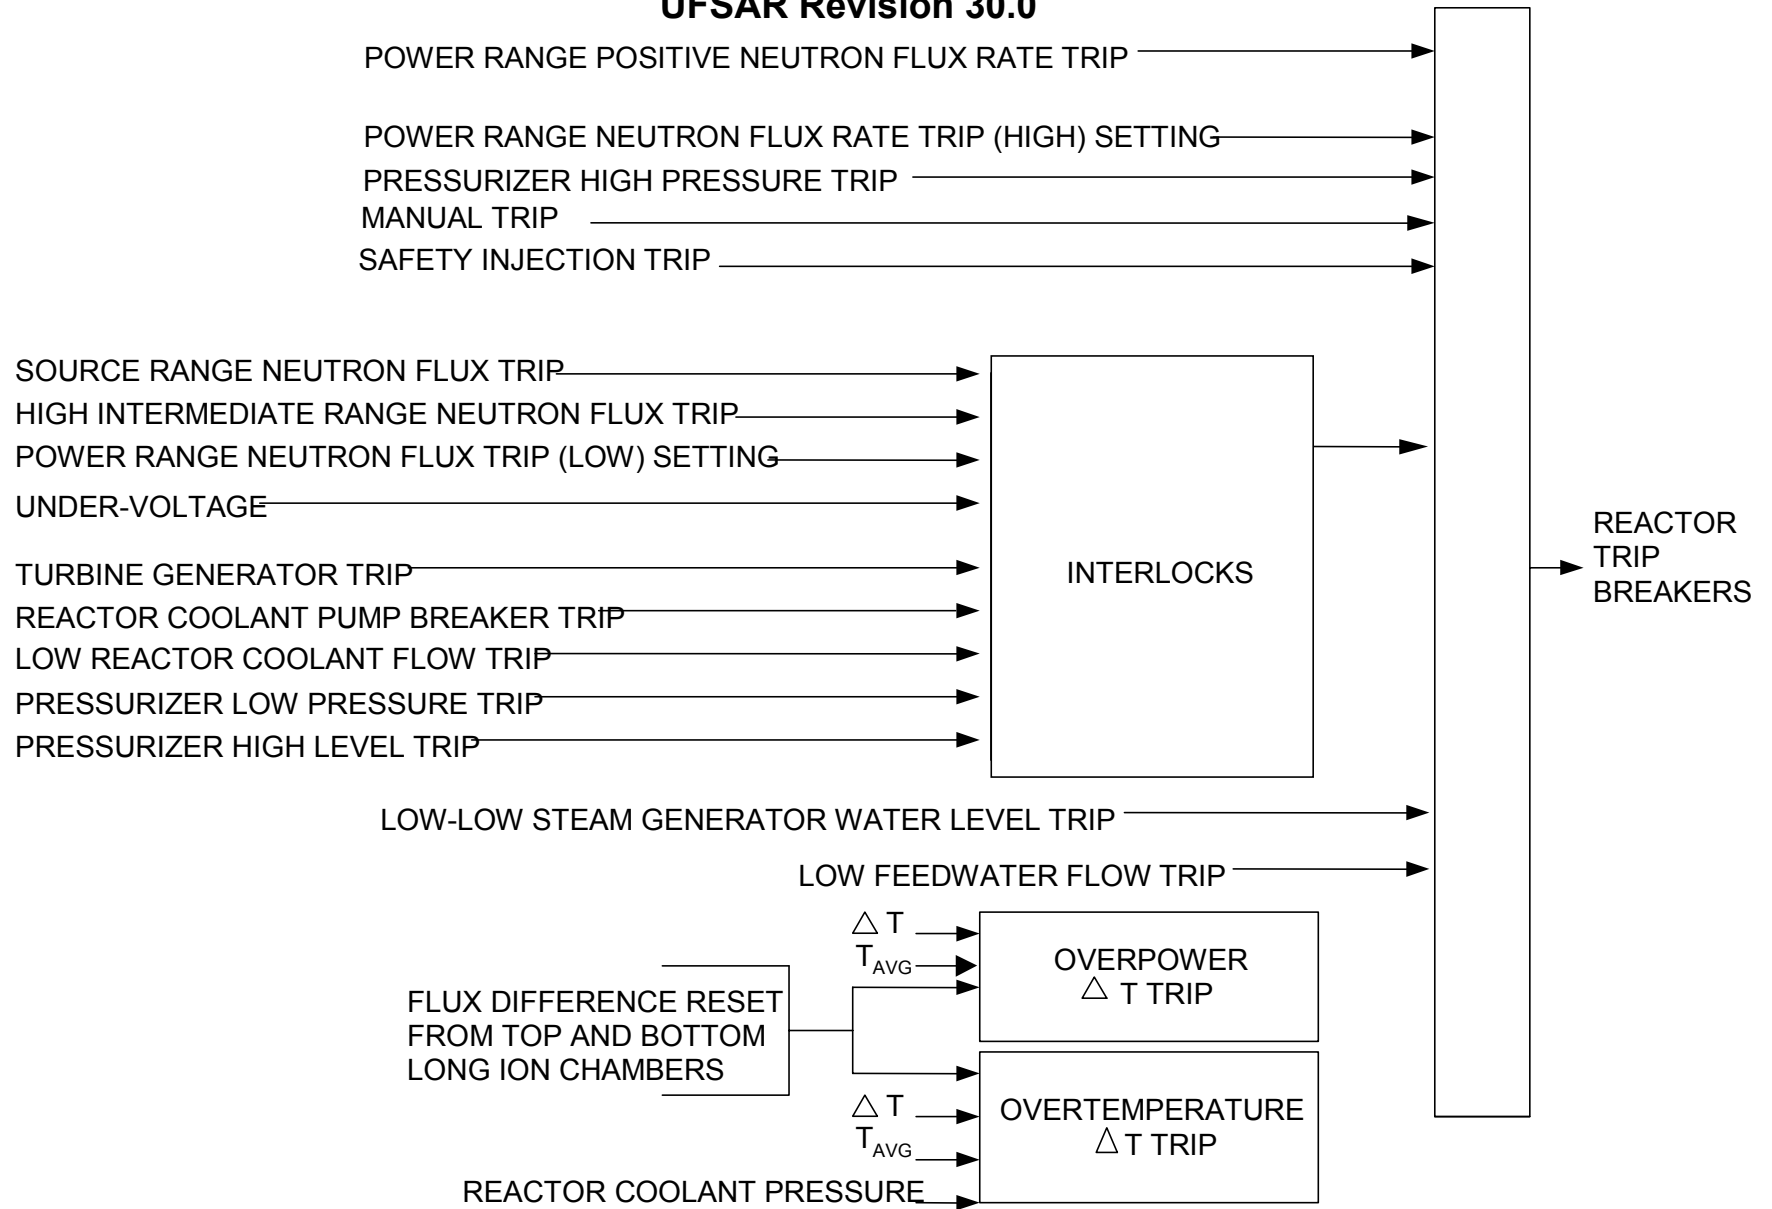 UFSAR Revision 30.0
POWER RANGE POSITIVE NEUTRON FLUX RATE TRIP
POWER RANGE NEUTRON FLUX RATE TRIP (HIGH) SETTING
PRESSURIZER HIGH PRESSURE TRIP
MANUAL TRIP
SAFETY INJECTION TRIP
SOURCE RANGE NEUTRON FLUX TRIP
HIGH INTERMEDIATE RANGE NEUTRON FLUX TRIP
POWER RANGE NEUTRON FLUX TRIP (LOW) SETTING
UNDER-VOLTAGE
TURBINE GENERATOR TRIP
REACTOR COOLANT PUMP BREAKER TRIP
LOW REACTOR COOLANT FLOW TRIP
PRESSURIZER LOW PRESSURE TRIP
PRESSURIZER HIGH LEVEL TRIP
INTERLOCKS
REACTOR
TRIP
BREAKERS
LOW-LOW STEAM GENERATOR WATER LEVEL TRIP
LOW FEEDWATER FLOW TRIP
△ T
T_AVG
OVERPOWER
△ T TRIP
FLUX DIFFERENCE RESET
FROM TOP AND BOTTOM
LONG ION CHAMBERS
△ T
T_AVG
OVERTEMPERATURE
△ T TRIP
REACTOR COOLANT PRESSURE